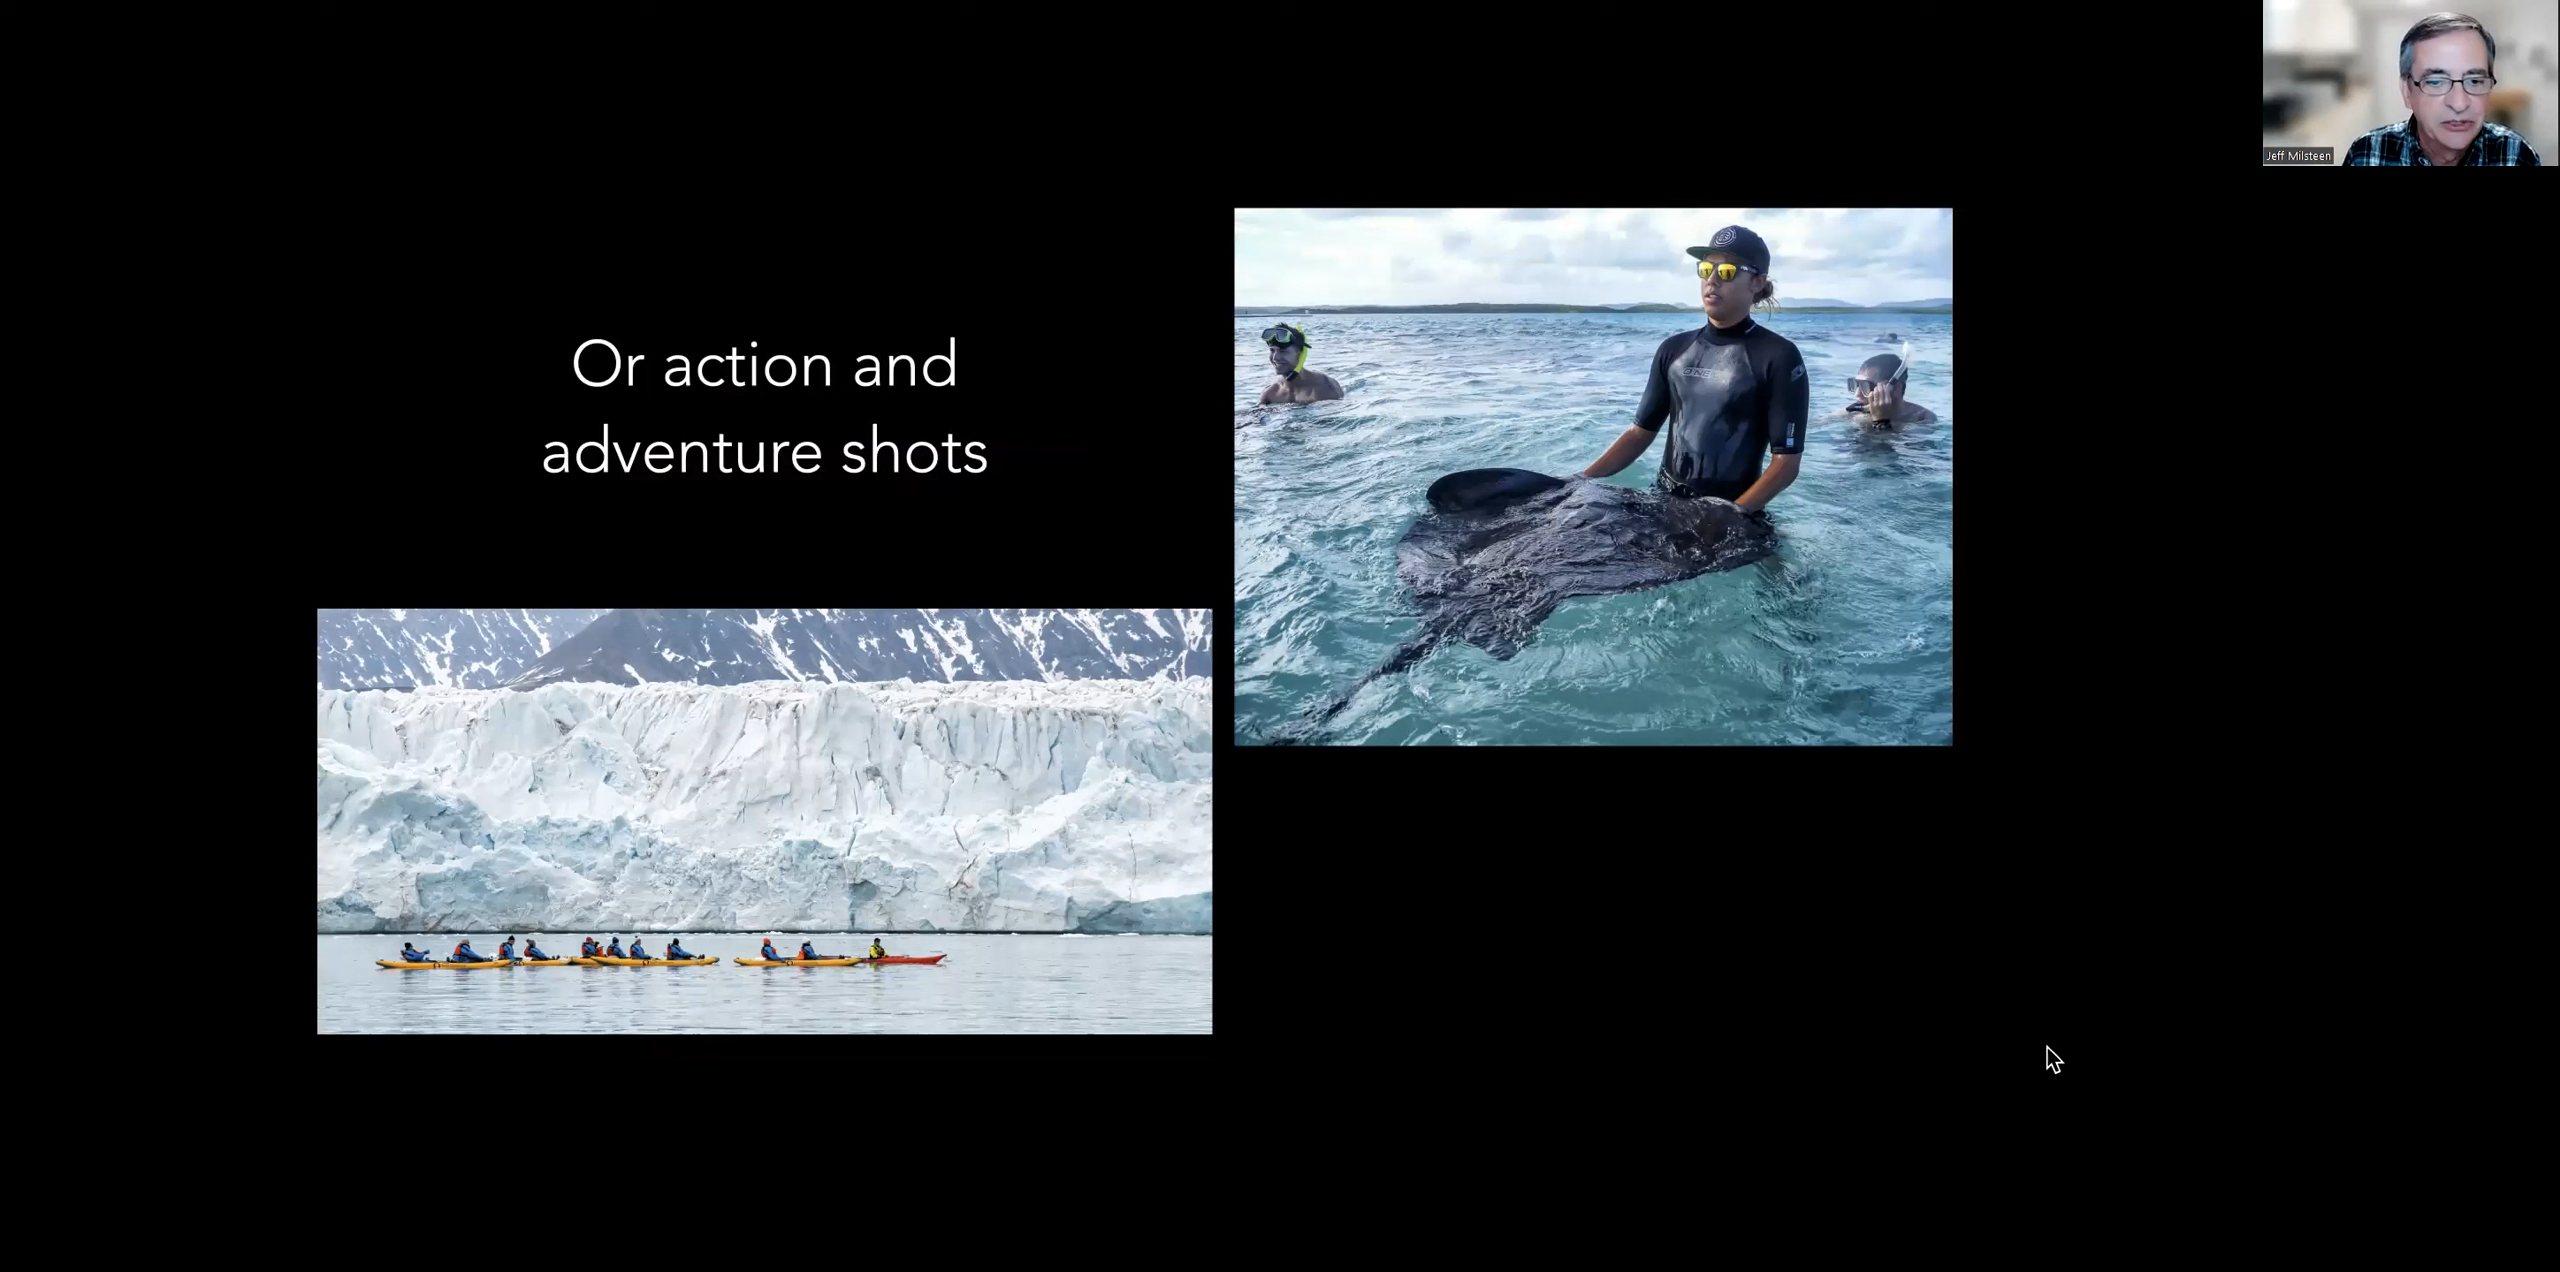 Or action and
adventure shots
Jeff Milsteen